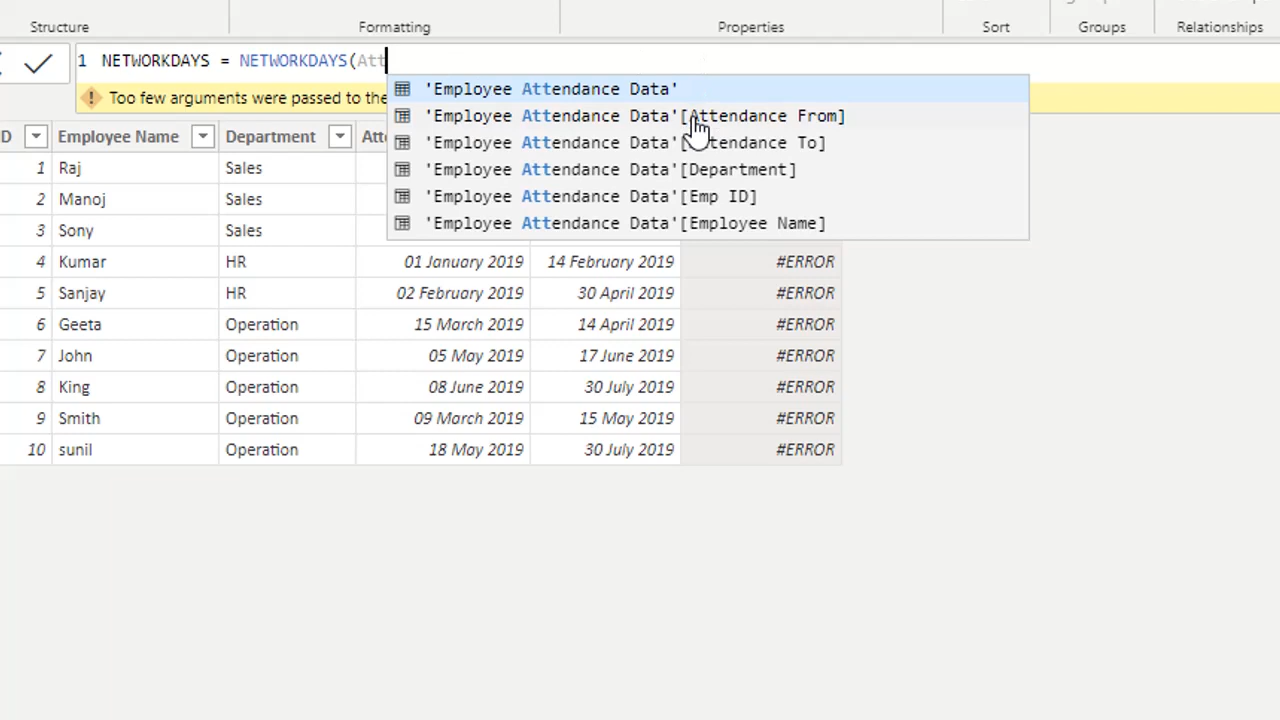 Structure Formatting Properties Sort Groups Relationships
1 NETWORKDAYS = NETWORKDAYS(Att
Too few arguments were passed to the
'Employee Attendance Data'
'Employee Attendance Data'[Attendance From]
'Employee Attendance Data'[Attendance To]
'Employee Attendance Data'[Department]
'Employee Attendance Data'[Emp ID]
'Employee Attendance Data'[Employee Name]
D Employee Name Department Atte
1 Raj Sales
2 Manoj Sales
3 Sony Sales
4 Kumar HR 01 January 2019 14 February 2019 #ERROR
5 Sanjay HR 02 February 2019 30 April 2019 #ERROR
6 Geeta Operation 15 March 2019 14 April 2019 #ERROR
7 John Operation 05 May 2019 17 June 2019 #ERROR
8 King Operation 08 June 2019 30 July 2019 #ERROR
9 Smith Operation 09 March 2019 15 May 2019 #ERROR
10 sunil Operation 18 May 2019 30 July 2019 #ERROR